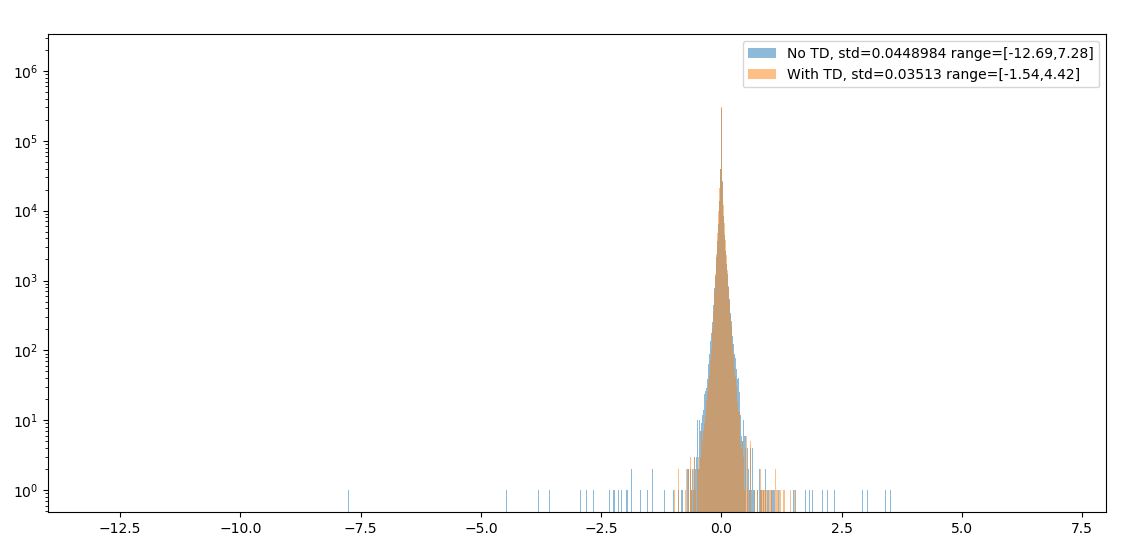 No TD, std=0.0448984 range=[-12.69,7.28]
With TD, std=0.03513 range=[-1.54,4.42]
10⁶
10⁵
10⁴
10³
10²
10¹
10⁰
−12.5 −10.0 −7.5 −5.0 −2.5 0.0 2.5 5.0 7.5